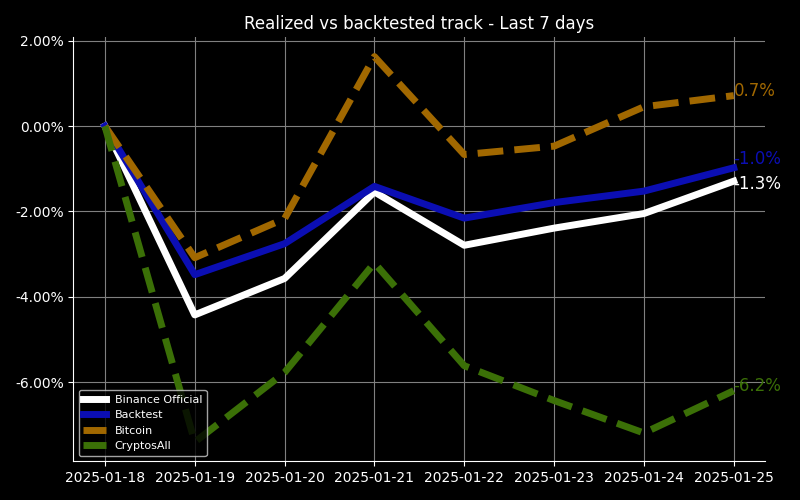 Realized vs backtested track - Last 7 days
2.00%
0.00%
-2.00%
-4.00%
-6.00%
0.7%
-1.0%
-1.3%
-6.2%
Binance Official
Backtest
Bitcoin
CryptosAll
2025-01-18 2025-01-19 2025-01-20 2025-01-21 2025-01-22 2025-01-23 2025-01-24 2025-01-25